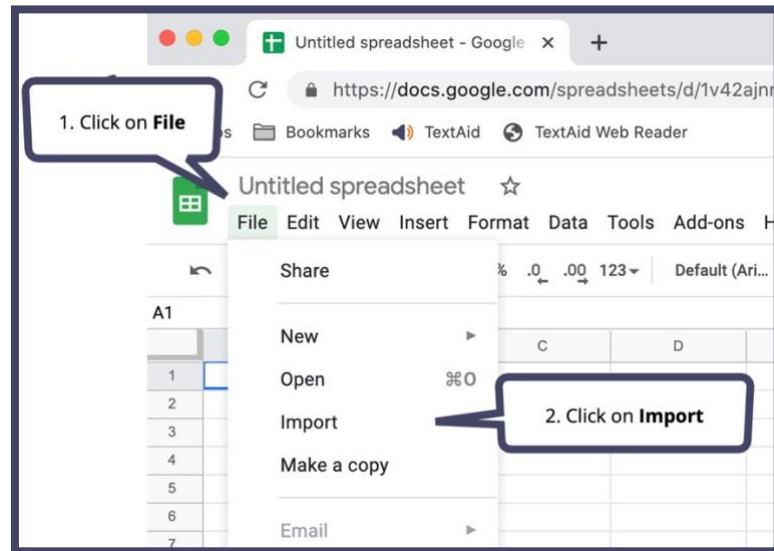 Untitled spreadsheet - Google × +
https://docs.google.com/spreadsheets/d/1v42ajn
1. Click on File
Bookmarks TextAid TextAid Web Reader
Untitled spreadsheet
File Edit View Insert Format Data Tools Add-ons H
Share
% .0 .00 123 Default (Ari...
A1
New
C D
1
Open ⌘O
2
2. Click on Import
Import
3
4
Make a copy
5
6
Email
7